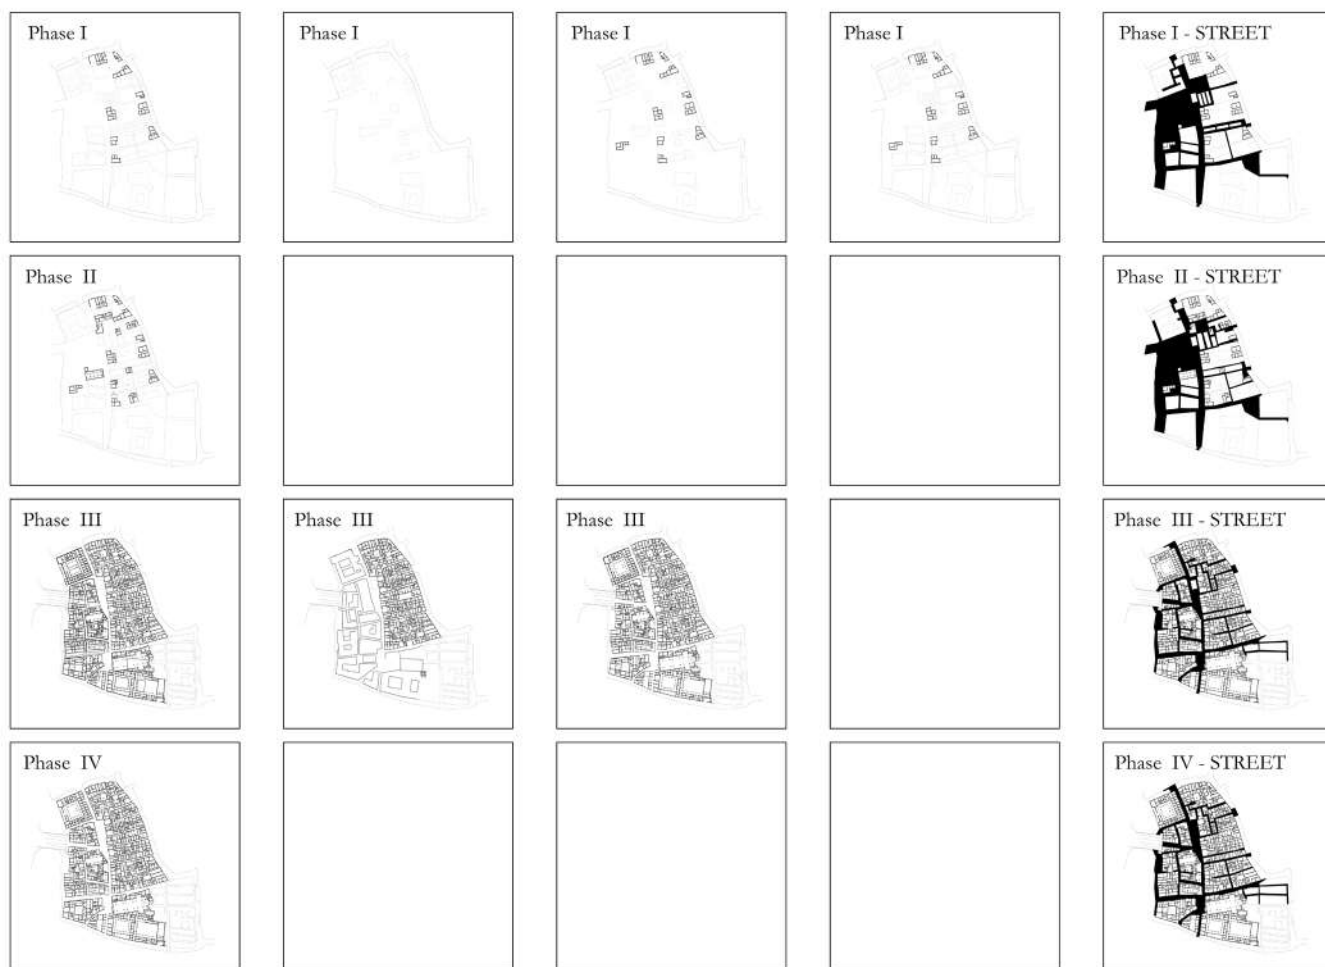 Phase I
Phase I
Phase I
Phase I
Phase I - STREET
Phase II
Phase II - STREET
Phase III
Phase III
Phase III
Phase III - STREET
Phase IV
Phase IV - STREET